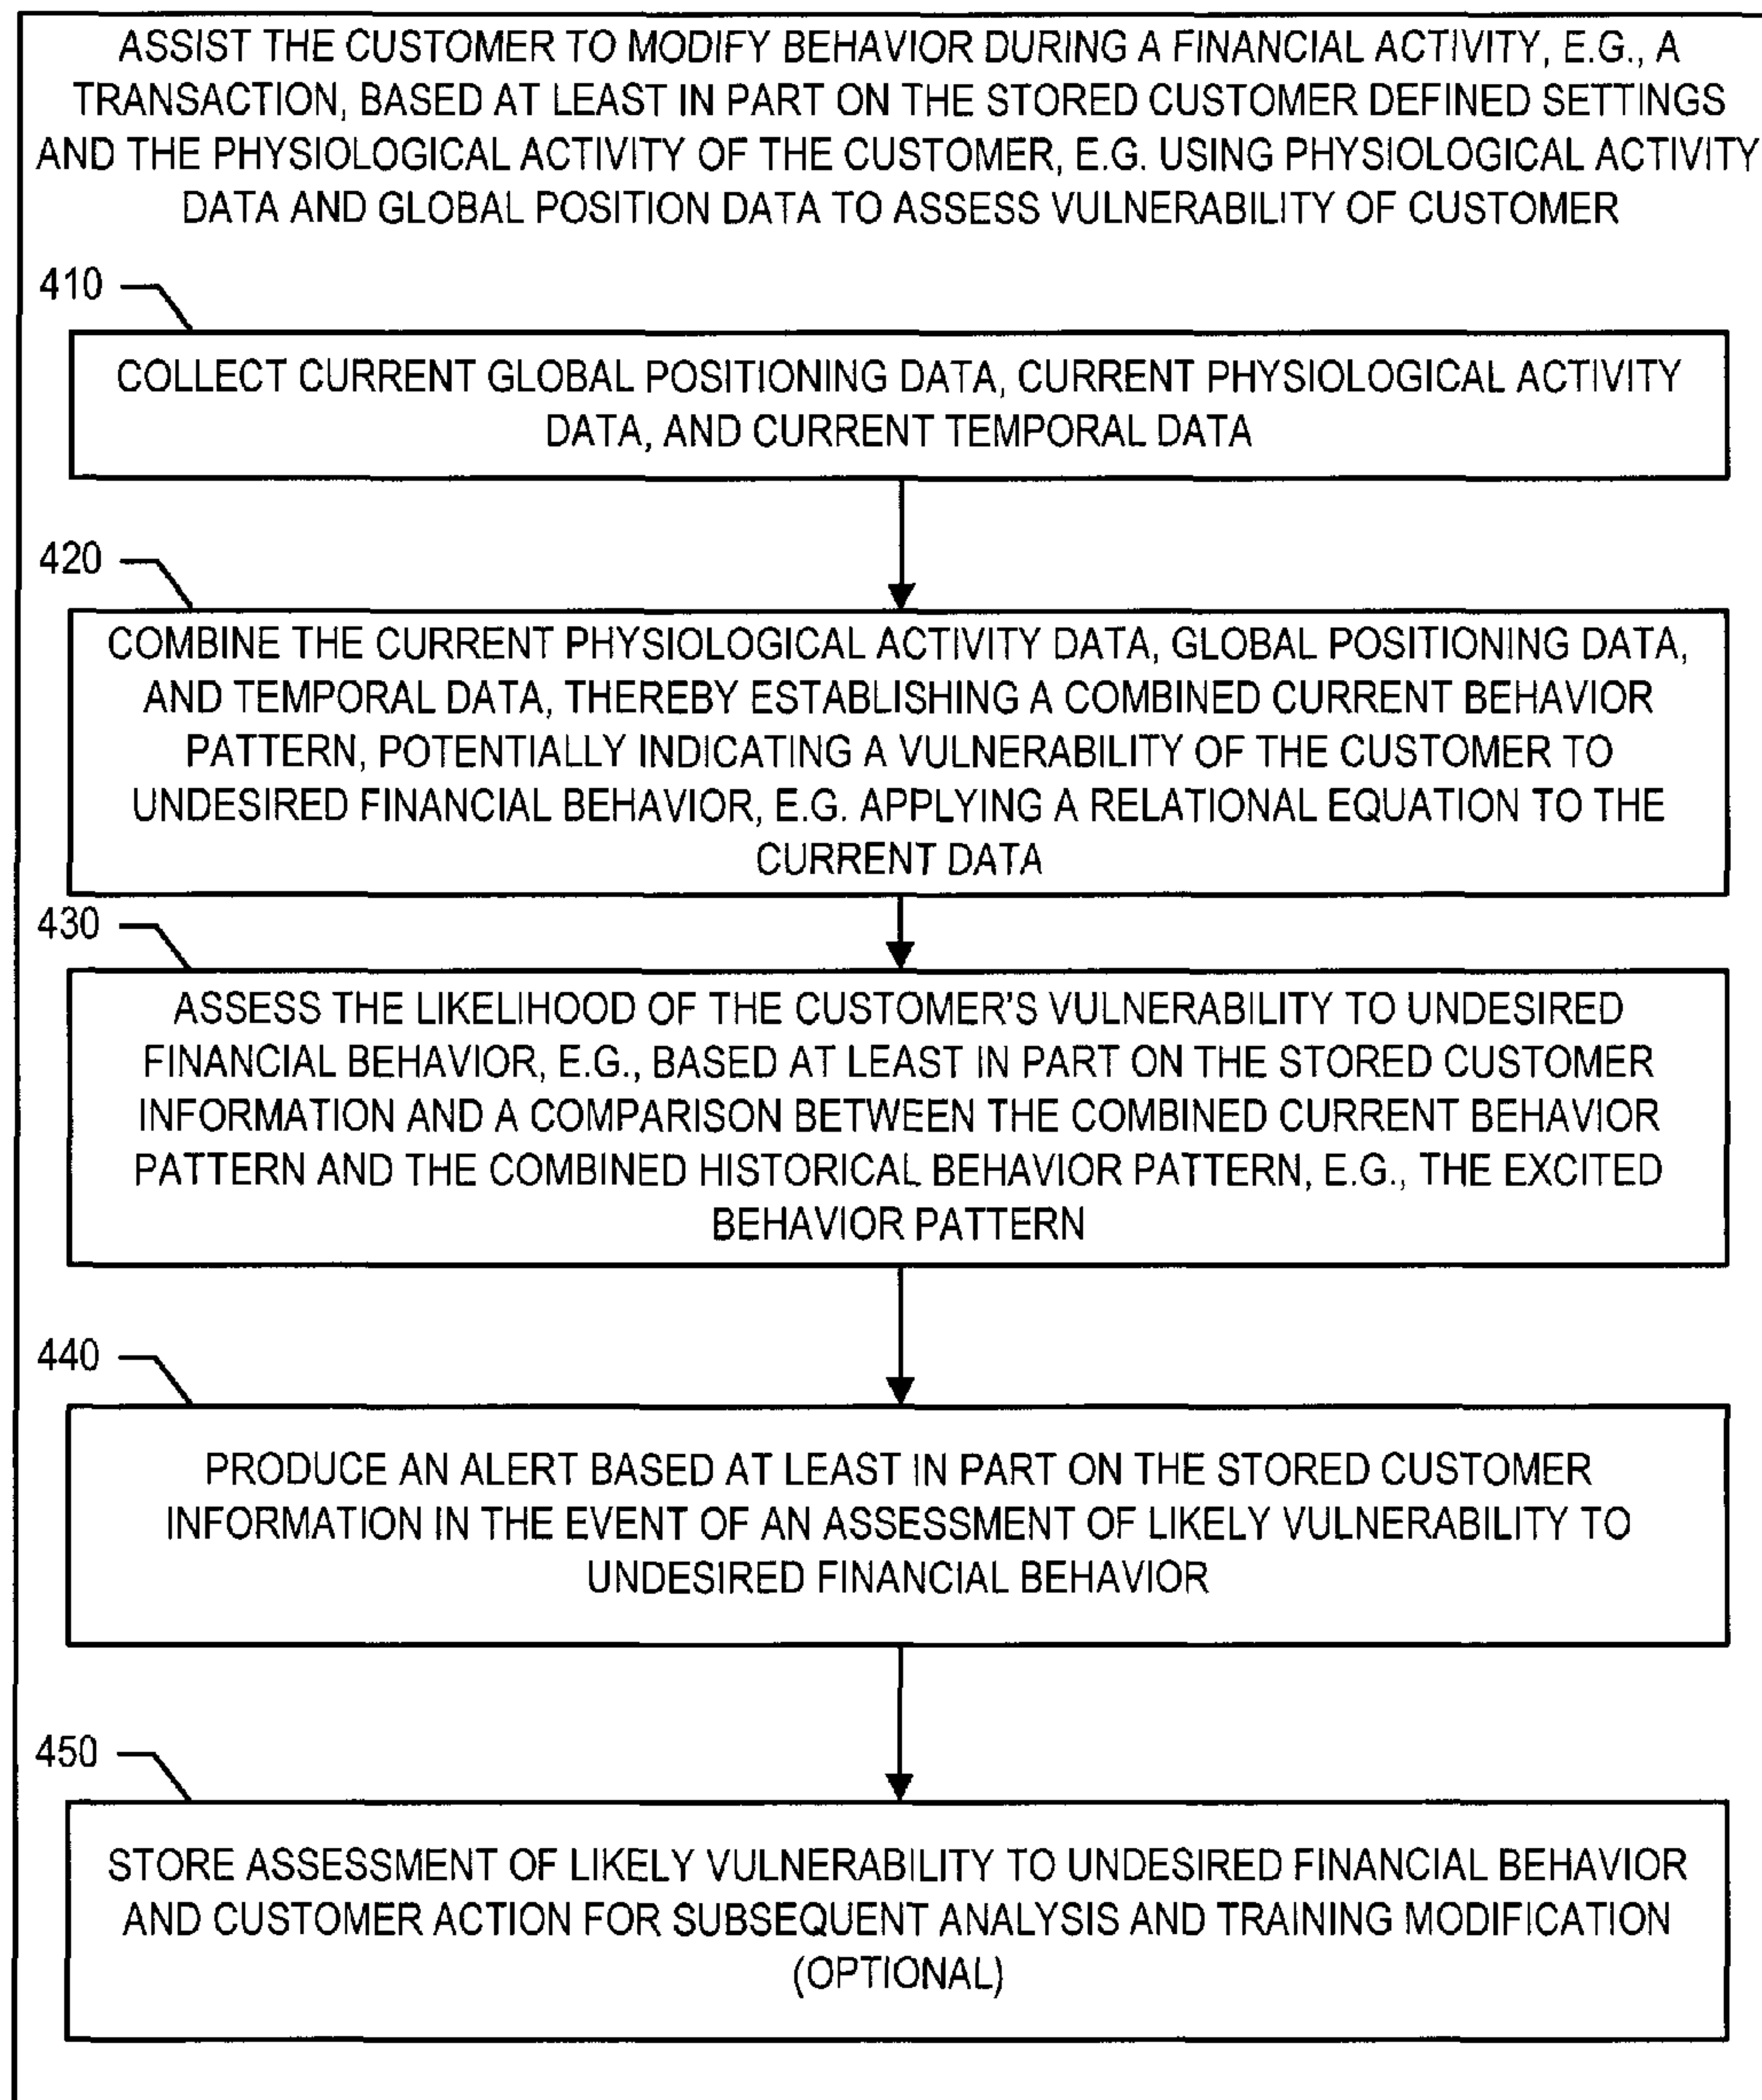 ASSIST THE CUSTOMER TO MODIFY BEHAVIOR DURING A FINANCIAL ACTIVITY, E.G., A
TRANSACTION, BASED AT LEAST IN PART ON THE STORED CUSTOMER DEFINED SETTINGS
AND THE PHYSIOLOGICAL ACTIVITY OF THE CUSTOMER, E.G. USING PHYSIOLOGICAL ACTIVITY
DATA AND GLOBAL POSITION DATA TO ASSESS VULNERABILITY OF CUSTOMER
410
COLLECT CURRENT GLOBAL POSITIONING DATA, CURRENT PHYSIOLOGICAL ACTIVITY
DATA, AND CURRENT TEMPORAL DATA
420
COMBINE THE CURRENT PHYSIOLOGICAL ACTIVITY DATA, GLOBAL POSITIONING DATA,
AND TEMPORAL DATA, THEREBY ESTABLISHING A COMBINED CURRENT BEHAVIOR
PATTERN, POTENTIALLY INDICATING A VULNERABILITY OF THE CUSTOMER TO
UNDESIRED FINANCIAL BEHAVIOR, E.G. APPLYING A RELATIONAL EQUATION TO THE
CURRENT DATA
430
ASSESS THE LIKELIHOOD OF THE CUSTOMER'S VULNERABILITY TO UNDESIRED
FINANCIAL BEHAVIOR, E.G., BASED AT LEAST IN PART ON THE STORED CUSTOMER
INFORMATION AND A COMPARISON BETWEEN THE COMBINED CURRENT BEHAVIOR
PATTERN AND THE COMBINED HISTORICAL BEHAVIOR PATTERN, E.G., THE EXCITED
BEHAVIOR PATTERN
440
PRODUCE AN ALERT BASED AT LEAST IN PART ON THE STORED CUSTOMER
INFORMATION IN THE EVENT OF AN ASSESSMENT OF LIKELY VULNERABILITY TO
UNDESIRED FINANCIAL BEHAVIOR
450
STORE ASSESSMENT OF LIKELY VULNERABILITY TO UNDESIRED FINANCIAL BEHAVIOR
AND CUSTOMER ACTION FOR SUBSEQUENT ANALYSIS AND TRAINING MODIFICATION
(OPTIONAL)